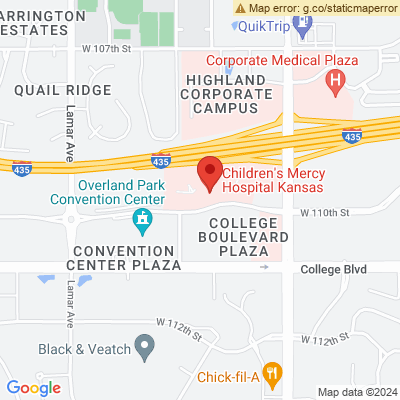 Map error: g.co/staticmaperror
ARRINGTON
ESTATES
QuikTrip
W 107th St
Corporate Medical Plaza
H
HIGHLAND
CORPORATE
CAMPUS
QUAIL RIDGE
Lamar Ave
435
435
435
Children's Mercy
Hospital Kansas
Overland Park
Convention Center
W 110th St
COLLEGE
BOULEVARD
PLAZA
CONVENTION
CENTER PLAZA
College Blvd
Lamar Ave
W 112th St
W 112th St
Black & Veatch
Chick-fil-A
Google
Map data ©2024